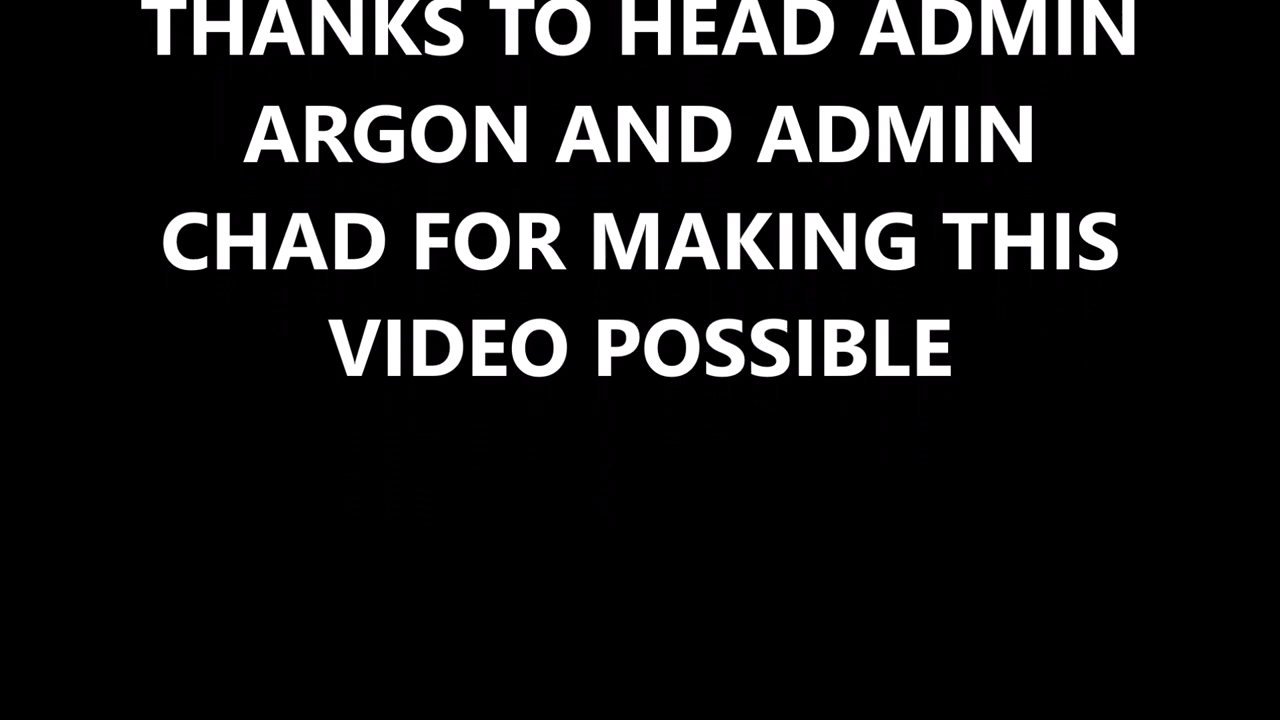 THANKS TO HEAD ADMIN
ARGON AND ADMIN
CHAD FOR MAKING THIS
VIDEO POSSIBLE